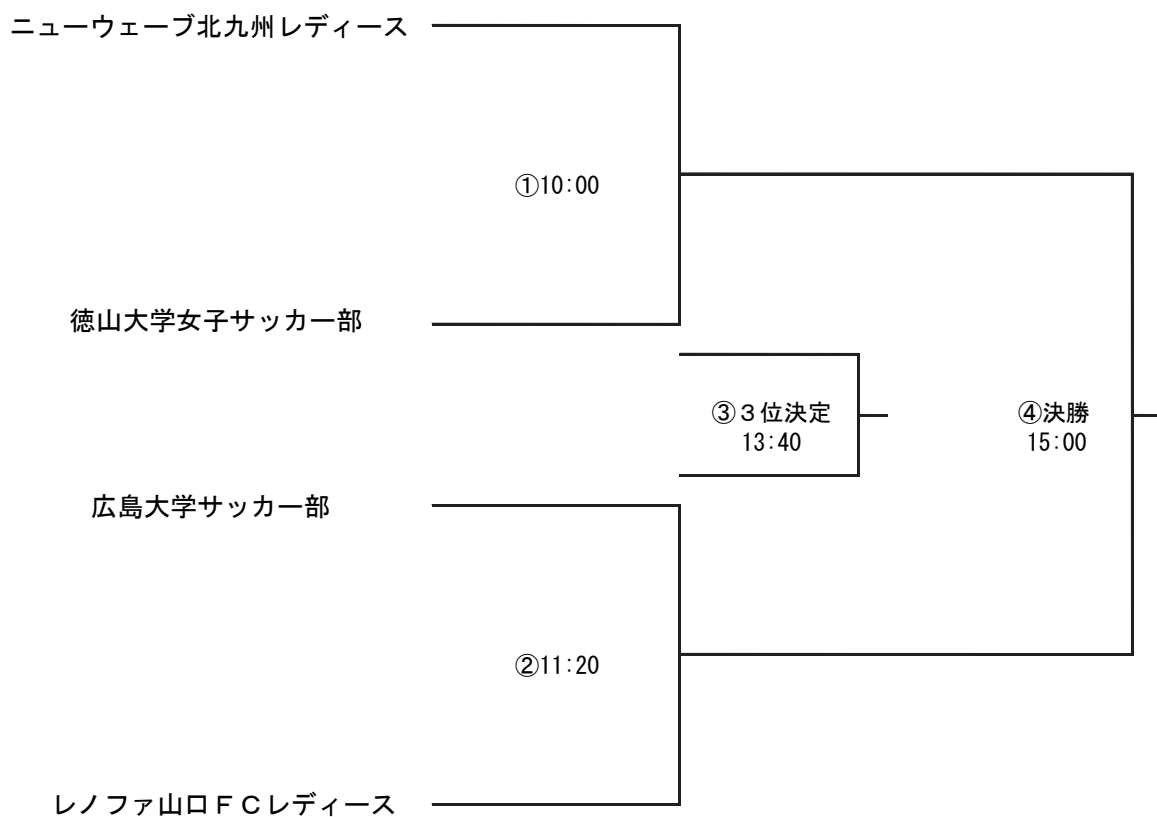 ニューウェーブ北九州レディース
①10:00
徳山大学女子サッカー部
③３位決定
13:40
④決勝
15:00
広島大学サッカー部
②11:20
レノファ山口ＦＣレディース